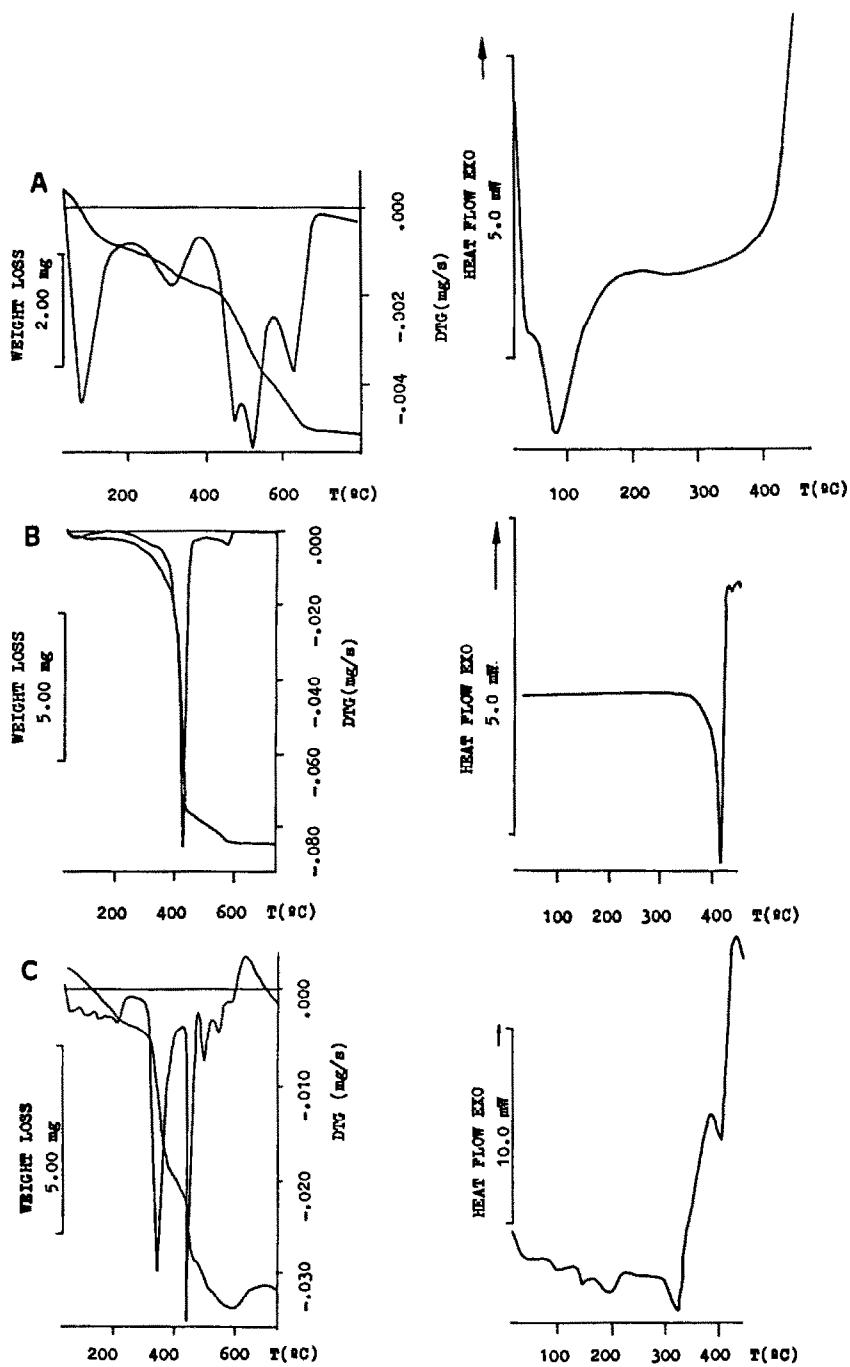 A
WEIGHT LOSS
2.00 mg
.000
-.002
-.004
DTG(mg/s)
200 400 600 T(ºC)
HEAT FLOW EXO
5.0 mW
100 200 300 400 T(ºC)
B
WEIGHT LOSS
5.00 mg
.000
-.020
-.040
-.060
-.080
DTG(mg/s)
200 400 600 T(ºC)
HEAT FLOW EXO
5.0 mW.
100 200 300 400 T(ºC)
C
WEIGHT LOSS
5.00 mg
.000
-.010
-.020
-.030
DTG (mg/s)
200 400 600 T(ºC)
HEAT FLOW EXO
10.0 mW
100 200 300 400 T(ºC)